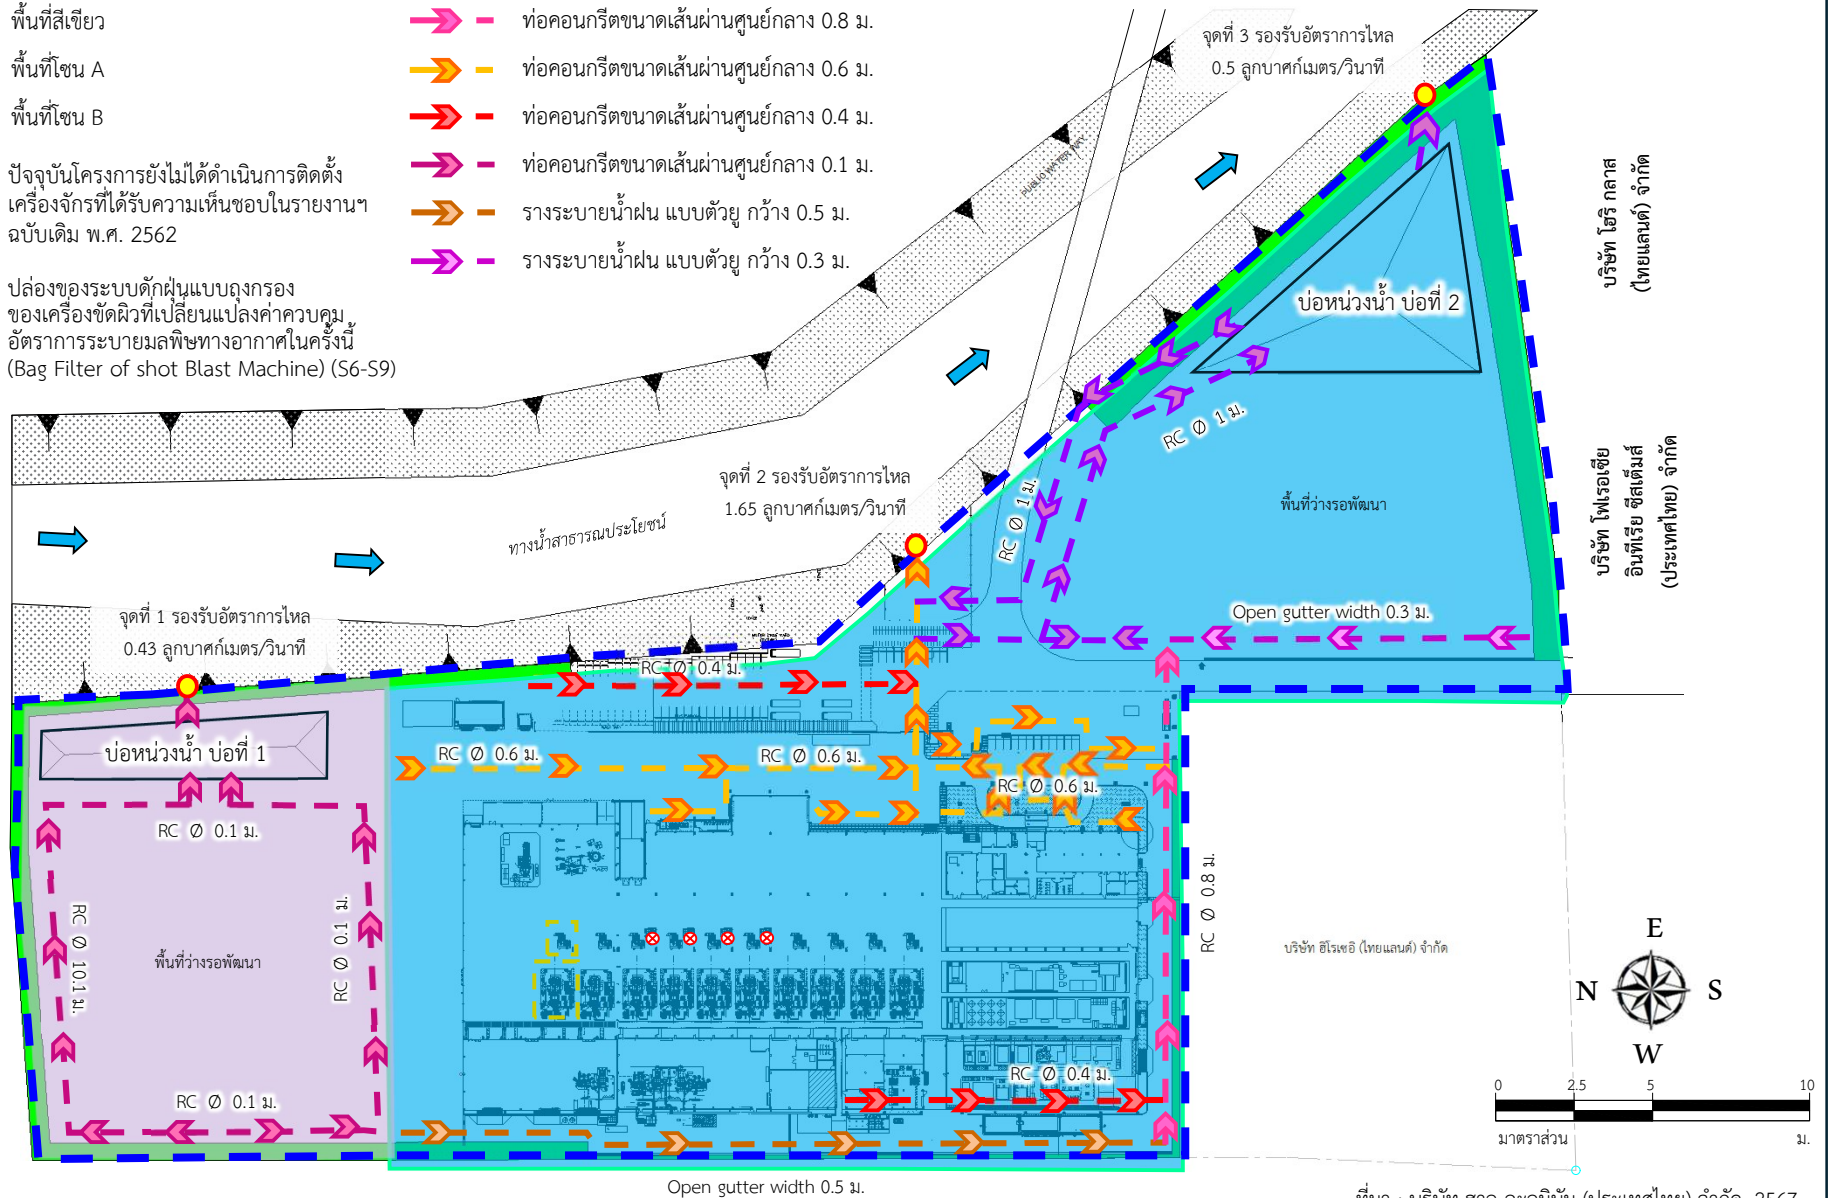 พื้นที่สีเขียว
พื้นที่โซน A
พื้นที่โซน B
ปัจจุบันโครงการยังไม่ได้ดำเนินการติดตั้ง
เครื่องจักรที่ได้รับความเห็นชอบในรายงานฯ
ฉบับเดิม พ.ศ. 2562
ปล่องของระบบดักฝุ่นแบบถุงกรอง
ของเครื่องขัดผิวที่เปลี่ยนแปลงค่าควบคุม
อัตราการระบายมลพิษทางอากาศในครั้งนี้
(Bag Filter of shot Blast Machine) (S6-S9)
ท่อคอนกรีตขนาดเส้นผ่านศูนย์กลาง 0.8 ม.
ท่อคอนกรีตขนาดเส้นผ่านศูนย์กลาง 0.6 ม.
ท่อคอนกรีตขนาดเส้นผ่านศูนย์กลาง 0.4 ม.
ท่อคอนกรีตขนาดเส้นผ่านศูนย์กลาง 0.1 ม.
รางระบายน้ำฝน แบบตัวยู กว้าง 0.5 ม.
รางระบายน้ำฝน แบบตัวยู กว้าง 0.3 ม.
จุดที่ 3 รองรับอัตราการไหล
0.5 ลูกบาศก์เมตร/วินาที
PUBLIC WATER WAY
บริษัท โฮริ กลาส
(ไทยแลนด์) จำกัด
บ่อหน่วงน้ำ บ่อที่ 2
RC Ø 1 ม.
RC Ø 1 ม.
จุดที่ 2 รองรับอัตราการไหล
1.65 ลูกบาศก์เมตร/วินาที
พื้นที่ว่างรอพัฒนา
บริษัท โฟเรอเซีย
อินทีเรีย ซีสเต็มส์
(ประเทศไทย) จำกัด
ทางน้ำสาธารณประโยชน์
จุดที่ 1 รองรับอัตราการไหล
0.43 ลูกบาศก์เมตร/วินาที
Open gutter width 0.3 ม.
RC Ø 0.4 ม.
บ่อหน่วงน้ำ บ่อที่ 1
RC Ø 0.6 ม.
RC Ø 0.6 ม.
RC Ø 0.6 ม.
RC Ø 0.1 ม.
RC Ø 0.8 ม.
RC Ø 10.1 ม.
RC Ø 0.1 ม.
พื้นที่ว่างรอพัฒนา
บริษัท ฮิโรเซอิ (ไทยแลนด์) จำกัด
E
N
S
W
RC Ø 0.4 ม.
RC Ø 0.1 ม.
0 2.5 5 10
มาตราส่วน ม.
Open gutter width 0.5 ม.